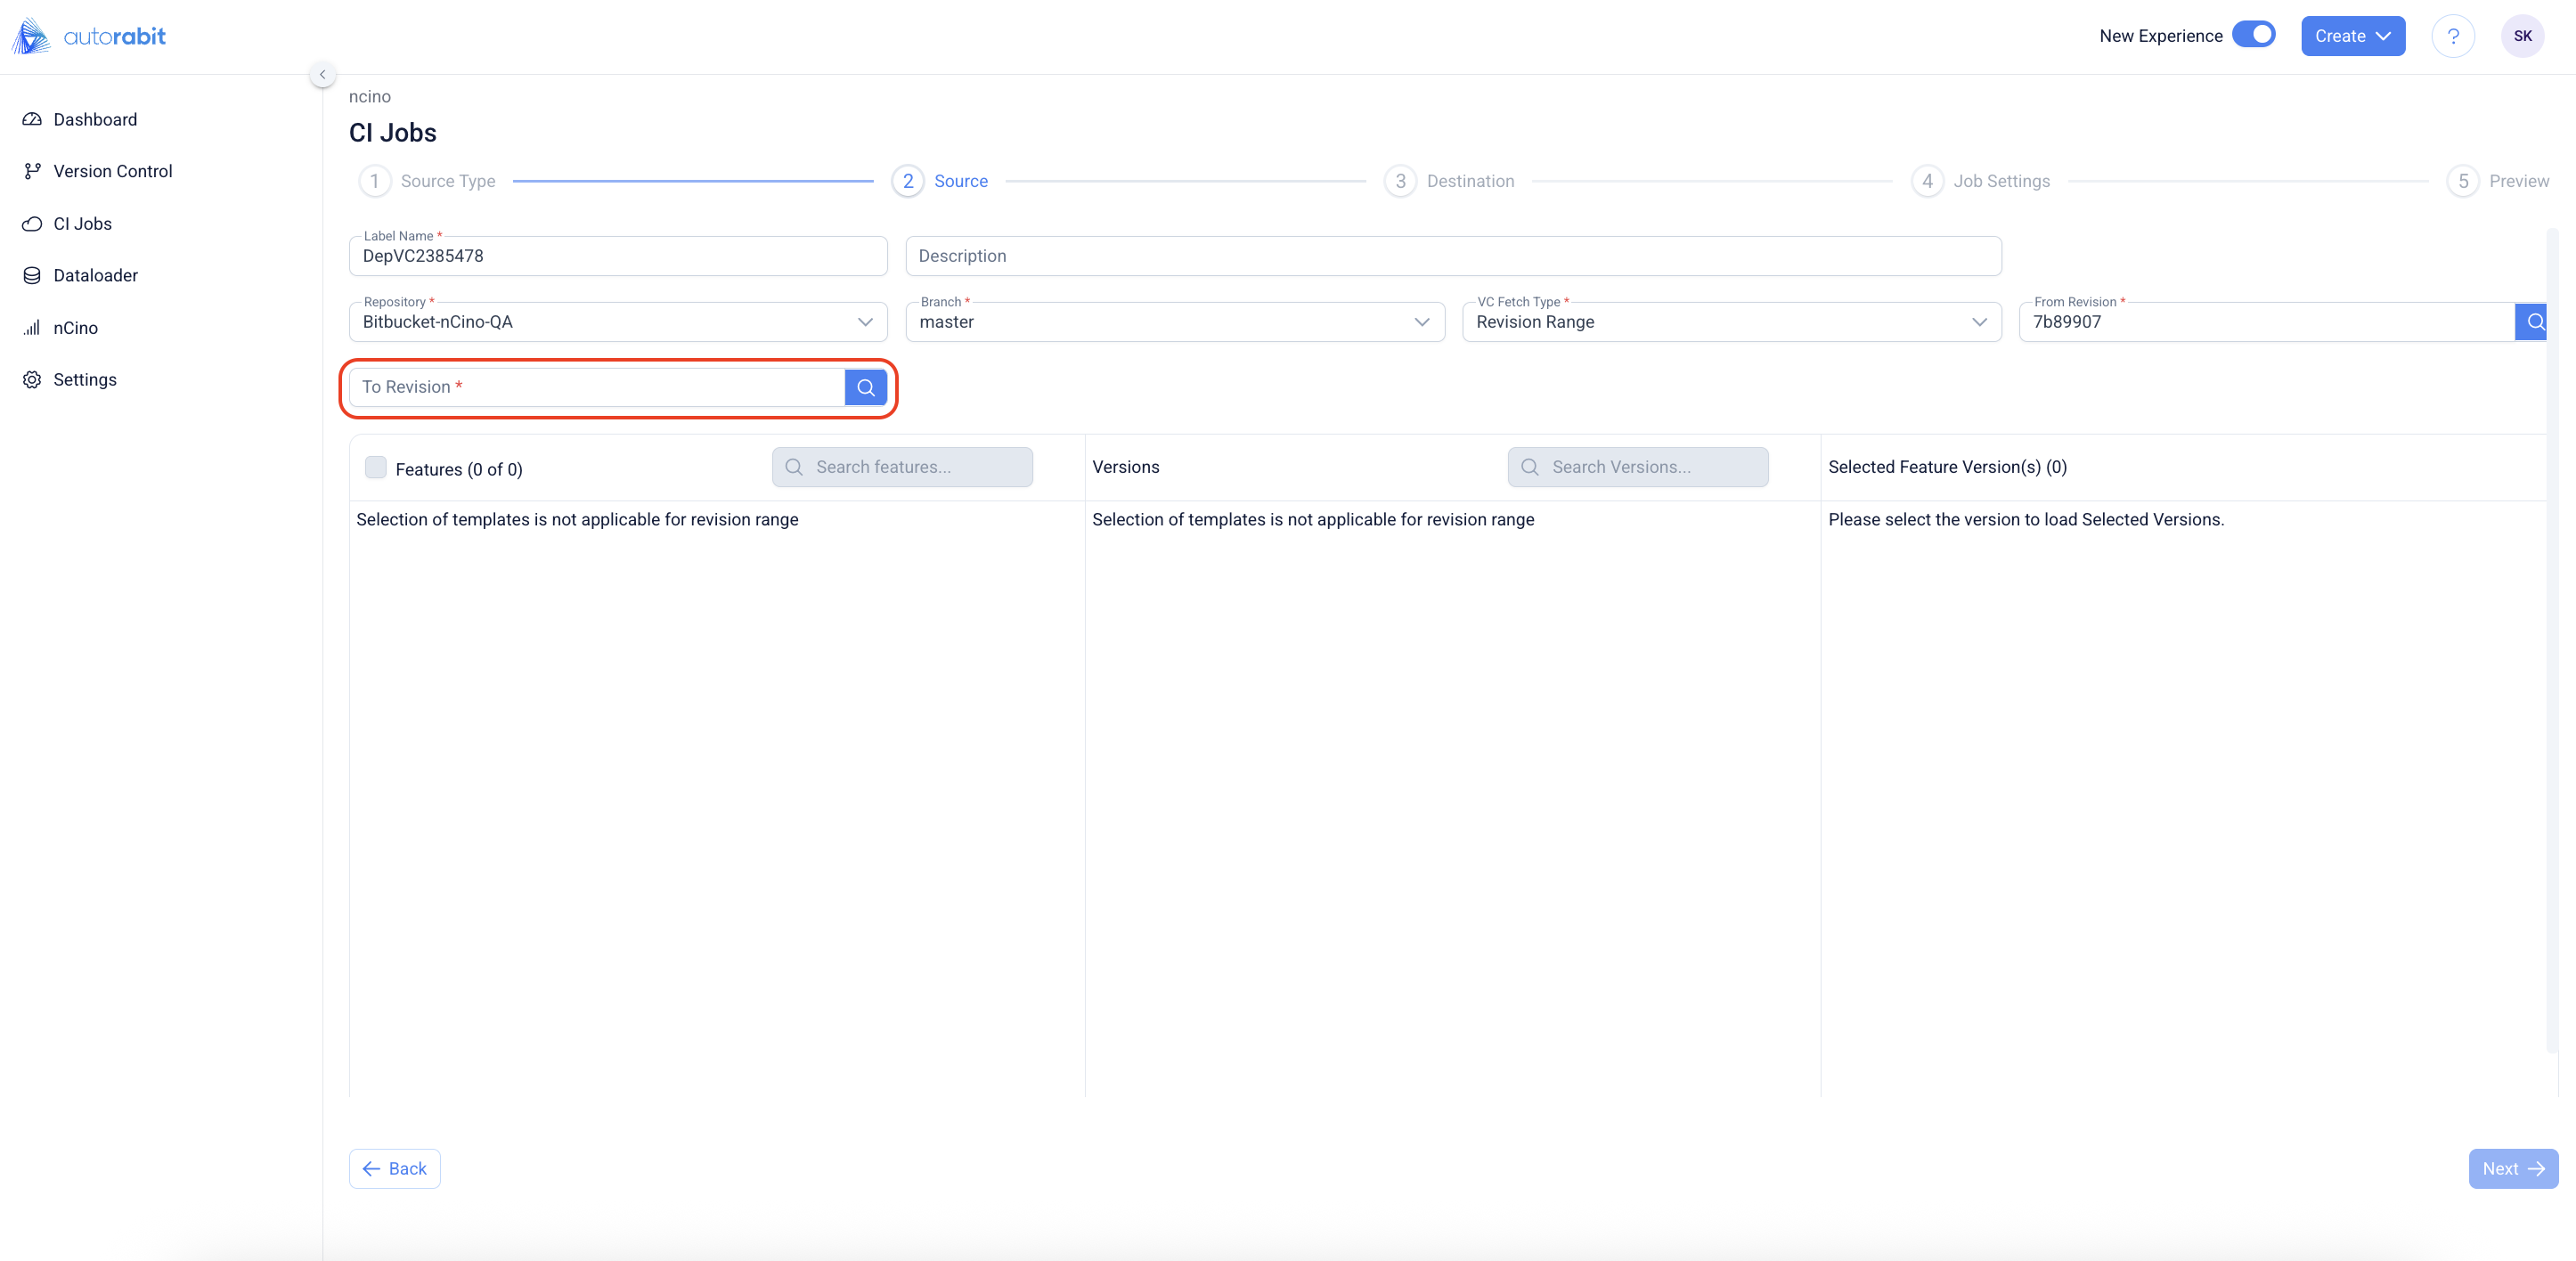 autorabit
New Experience
Create
?
SK
Dashboard
Version Control
CI Jobs
Dataloader
nCino
Settings
ncino
CI Jobs
1 Source Type
2 Source
3 Destination
4 Job Settings
5 Preview
Label Name *
DepVC2385478
Description
Repository *
Bitbucket-nCino-QA
Branch *
master
VC Fetch Type *
Revision Range
From Revision *
7b89907
To Revision *
Features (0 of 0)
Search features...
Versions
Search Versions...
Selected Feature Version(s) (0)
Selection of templates is not applicable for revision range
Selection of templates is not applicable for revision range
Please select the version to load Selected Versions.
Back
Next